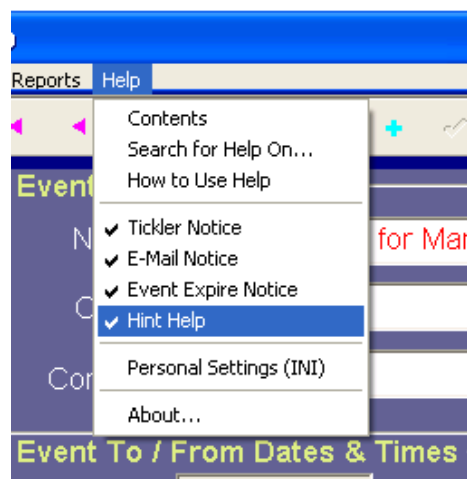 Reports Help
Contents
Search for Help On...
How to Use Help
Event
Tickler Notice
for Mar
E-Mail Notice
Event Expire Notice
Hint Help
Personal Settings (INI)
About...
Event To / From Dates & Times